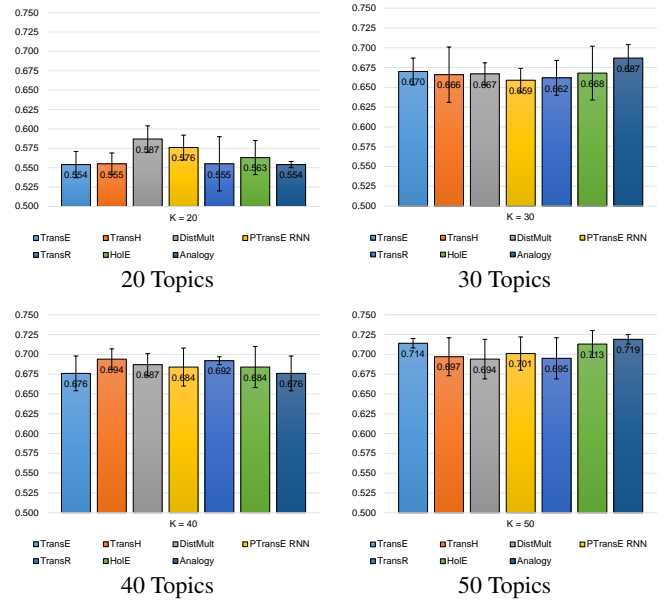 0.750
0.725
0.700
0.675
0.650
0.625
0.600
0.575
0.550
0.525
0.500
0.554 0.555 0.587 0.576 0.555 0.563 0.554
K = 20
TransE TransH DistMult PTransE RNN
TransR HolE Analogy
20 Topics
0.750
0.725
0.700
0.675
0.650
0.625
0.600
0.575
0.550
0.525
0.500
0.670 0.666 0.667 0.659 0.662 0.668 0.687
K = 30
TransE TransH DistMult PTransE RNN
TransR HolE Analogy
30 Topics
0.750
0.725
0.700
0.675
0.650
0.625
0.600
0.575
0.550
0.525
0.500
0.676 0.694 0.687 0.684 0.692 0.684 0.676
K = 40
TransE TransH DistMult PTransE RNN
TransR HolE Analogy
40 Topics
0.750
0.725
0.700
0.675
0.650
0.625
0.600
0.575
0.550
0.525
0.500
0.714 0.697 0.694 0.701 0.695 0.713 0.719
K = 50
TransE TransH DistMult PTransE RNN
TransR HolE Analogy
50 Topics